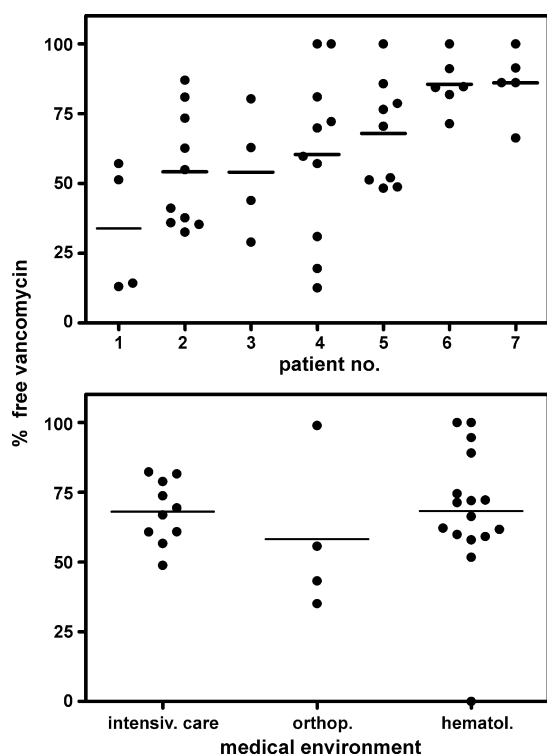 100
75
50
25
0
1 2 3 4 5 6 7
patient no.
% free vancomycin
100
75
50
25
0
intensiv. care orthop. hematol.
medical environment